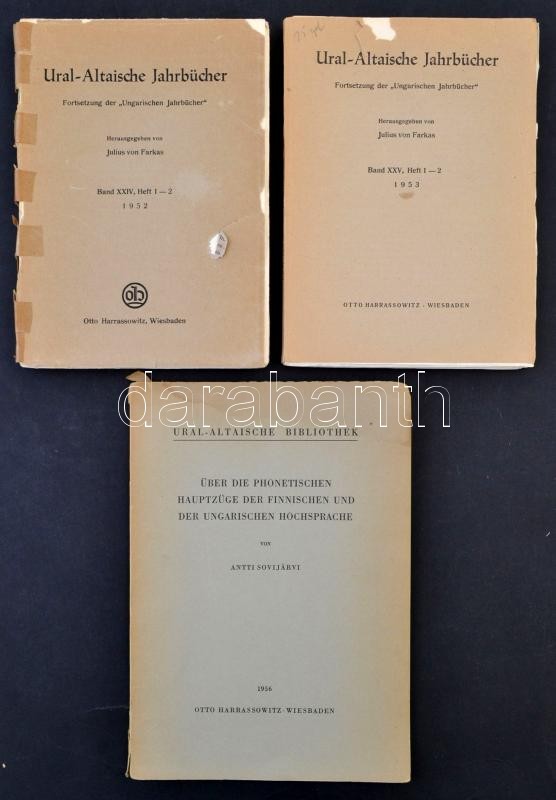 Ural-Altaische Jahrbücher
Fortsetzung der „Ungarischen Jahrbücher"
Herausgegeben von
Julius von Farkas
Band XXIV, Heft 1—2
1952
Otto Harrassowitz, Wiesbaden
Ural-Altaische Jahrbücher
Fortsetzung der „Ungarischen Jahrbücher"
Herausgegeben von
Julius von Farkas
Band XXV, Heft 1—2
1953
OTTO HARRASSOWITZ · WIESBADEN
darabanth
URAL-ALTAISCHE BIBLIOTHEK
ÜBER DIE PHONETISCHEN
HAUPTZÜGE DER FINNISCHEN UND
DER UNGARISCHEN HOCHSPRACHE
VON
ANTTI SOVIJÄRVI
1956
OTTO HARRASSOWITZ · WIESBADEN